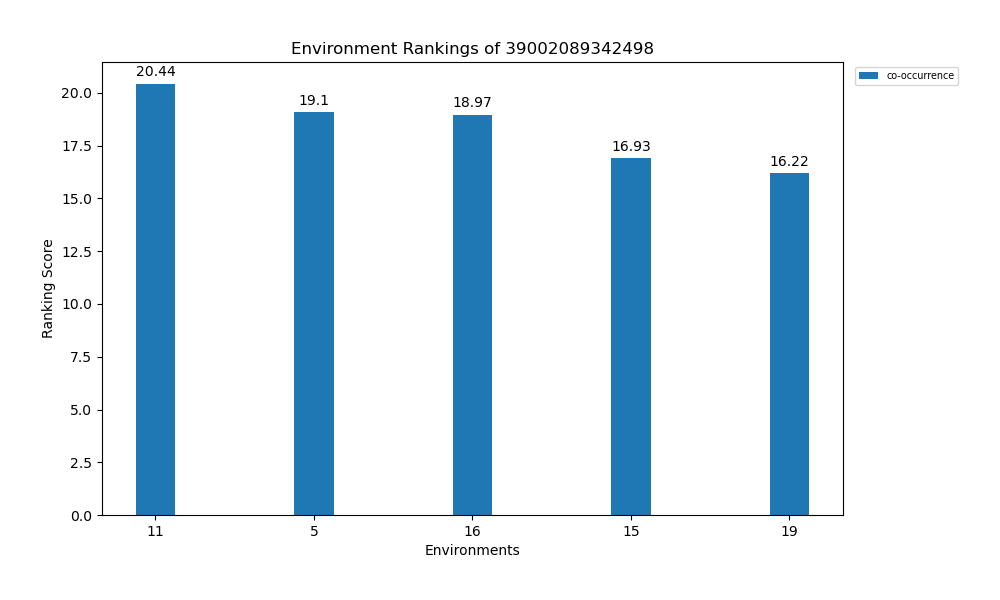 Environment Rankings of 39002089342498
co-occurrence
20.44
19.1
18.97
16.93
16.22
Ranking Score
20.0
17.5
15.0
12.5
10.0
7.5
5.0
2.5
0.0
11 5 16 15 19
Environments